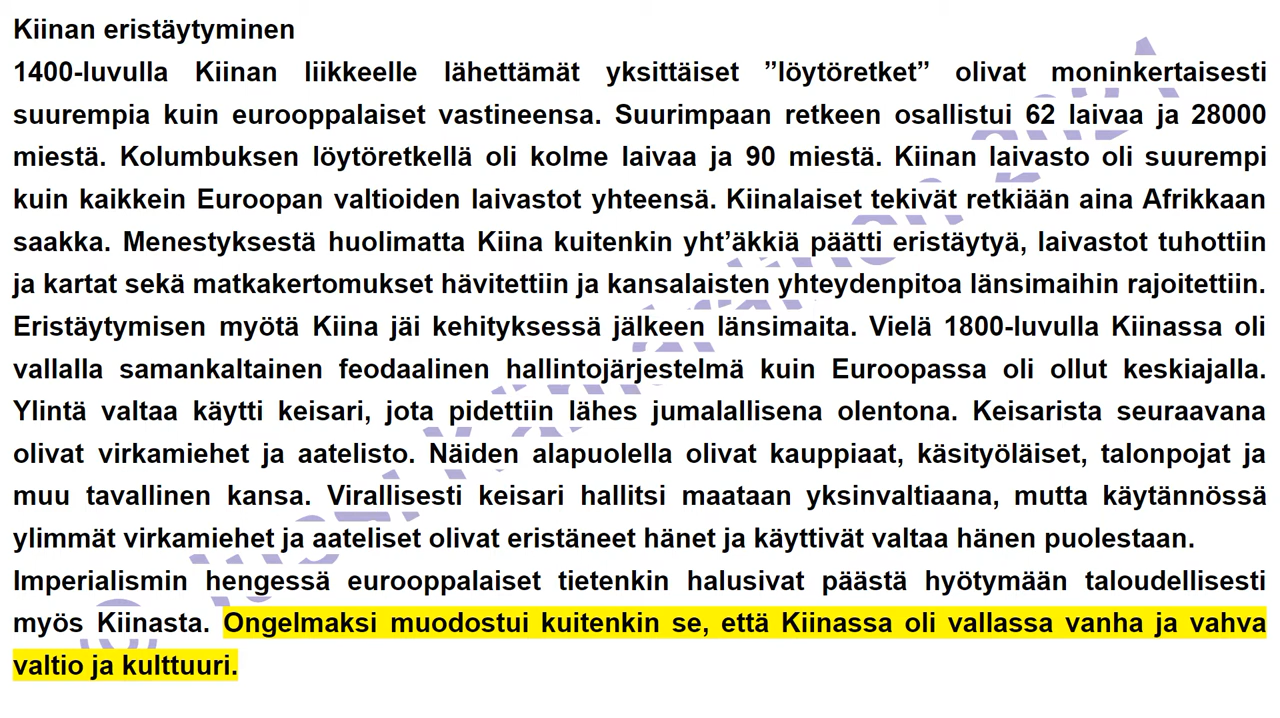 Kiinan eristäytyminen
1400-luvulla Kiinan liikkeelle lähettämät yksittäiset ”löytöretket” olivat moninkertaisesti
suurempia kuin eurooppalaiset vastineensa. Suurimpaan retkeen osallistui 62 laivaa ja 28000
miestä. Kolumbuksen löytöretkellä oli kolme laivaa ja 90 miestä. Kiinan laivasto oli suurempi
kuin kaikkein Euroopan valtioiden laivastot yhteensä. Kiinalaiset tekivät retkiään aina Afrikkaan
saakka. Menestyksestä huolimatta Kiina kuitenkin yht’äkkiä päätti eristäytyä, laivastot tuhottiin
ja kartat sekä matkakertomukset hävitettiin ja kansalaisten yhteydenpitoa länsimaihin rajoitettiin.
Eristäytymisen myötä Kiina jäi kehityksessä jälkeen länsimaita. Vielä 1800-luvulla Kiinassa oli
vallalla samankaltainen feodaalinen hallintojärjestelmä kuin Euroopassa oli ollut keskiajalla.
Ylintä valtaa käytti keisari, jota pidettiin lähes jumalallisena olentona. Keisarista seuraavana
olivat virkamiehet ja aatelisto. Näiden alapuolella olivat kauppiaat, käsityöläiset, talonpojat ja
muu tavallinen kansa. Virallisesti keisari hallitsi maataan yksinvaltiaana, mutta käytännössä
ylimmät virkamiehet ja aateliset olivat eristäneet hänet ja käyttivät valtaa hänen puolestaan.
Imperialismin hengessä eurooppalaiset tietenkin halusivat päästä hyötymään taloudellisesti
myös Kiinasta. Ongelmaksi muodostui kuitenkin se, että Kiinassa oli vallassa vanha ja vahva
valtio ja kulttuuri.